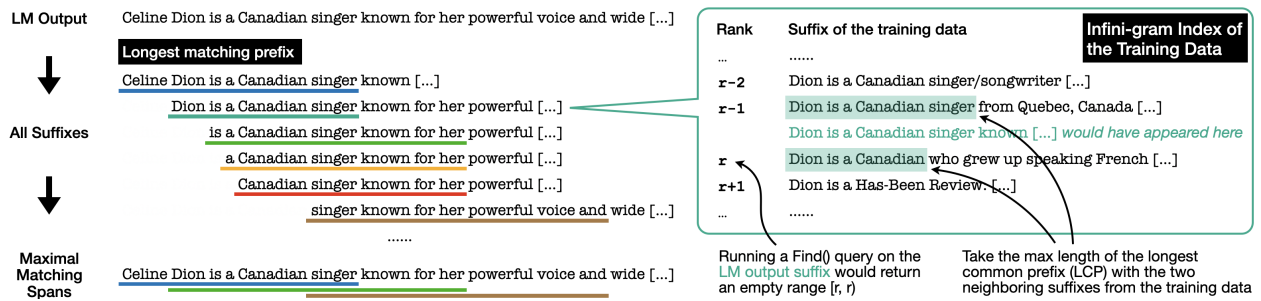 LM Output
Celine Dion is a Canadian singer known for her powerful voice and wide [...]
Longest matching prefix
Celine Dion is a Canadian singer known [...]
Dion is a Canadian singer known for her powerful [...]
All Suffixes
is a Canadian singer known for her powerful [...]
a Canadian singer known for her powerful [...]
Canadian singer known for her powerful [...]
singer known for her powerful voice and wide [...]
......
Maximal
Matching
Spans
Celine Dion is a Canadian singer known for her powerful voice and wide [...]
Infini-gram Index of
the Training Data
Rank Suffix of the training data
... ......
r-2 Dion is a Canadian singer/songwriter [...]
r-1 Dion is a Canadian singer from Quebec, Canada [...]
Dion is a Canadian singer known [...] would have appeared here
r Dion is a Canadian who grew up speaking French [...]
r+1 Dion is a Has-Been Review: [...]
... ......
Running a Find() query on
the LM output suffix would return
an empty range [r, r)
Take the max length of the longest
common prefix (LCP) with the two
neighboring suffixes from the training data